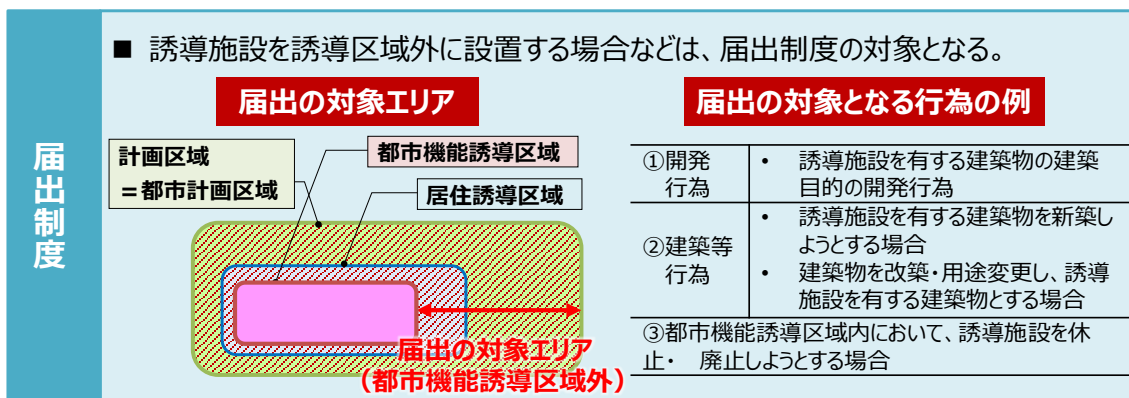 届出制度
■ 誘導施設を誘導区域外に設置する場合などは、届出制度の対象となる。
届出の対象エリア
計画区域
＝都市計画区域
都市機能誘導区域
居住誘導区域
届出の対象エリア
（都市機能誘導区域外）
届出の対象となる行為の例
①開発
行為
• 誘導施設を有する建築物の建築
目的の開発行為
②建築等
行為
• 誘導施設を有する建築物を新築し
ようとする場合
• 建築物を改築・用途変更し、誘導
施設を有する建築物とする場合
③都市機能誘導区域内において、誘導施設を休
止・ 廃止しようとする場合